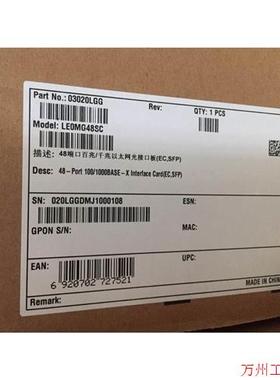 Part No.: 03020LGG
Rev:
QTY: 1 PCS
Model: LE0MG48SC
描述: 48端口百兆/千兆以太网光接口板(EC,SFP)
Desc: 48-Port 100/1000BASE-X Interface Card(EC,SFP)
SN: 020LGGDMJ1000108
ESN:
GPON S/N:
MAC:
EAN:
UPC:
6 920702 727521
MADE IN CHINA
Remark:
万州工